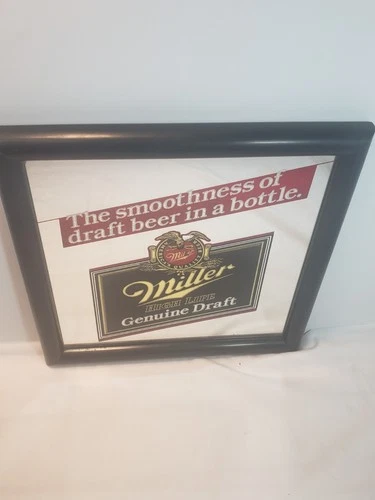 The smoothness of
draft beer in a bottle.
Miller
HIGH LIFE
Genuine Draft